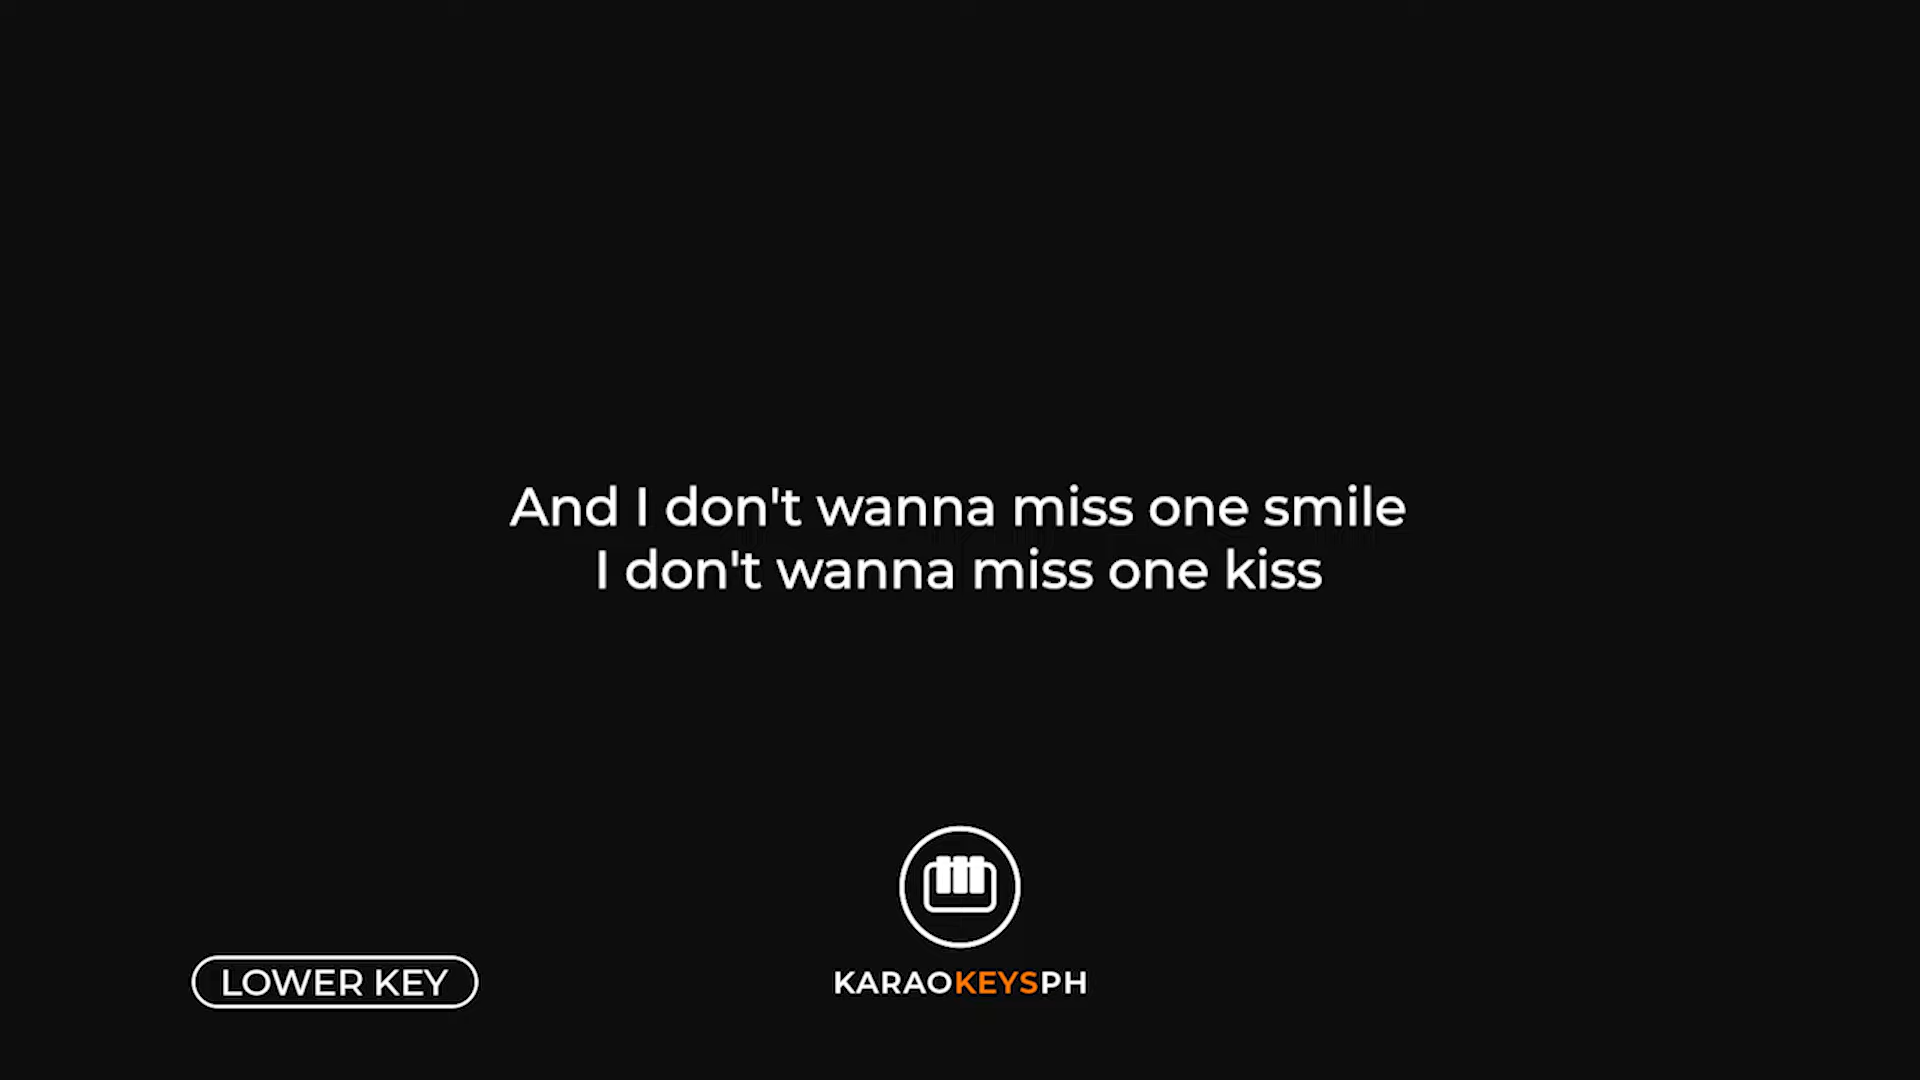 And I don't wanna miss one smile
I don't wanna miss one kiss
LOWER KEY
KARAOKEYSPH